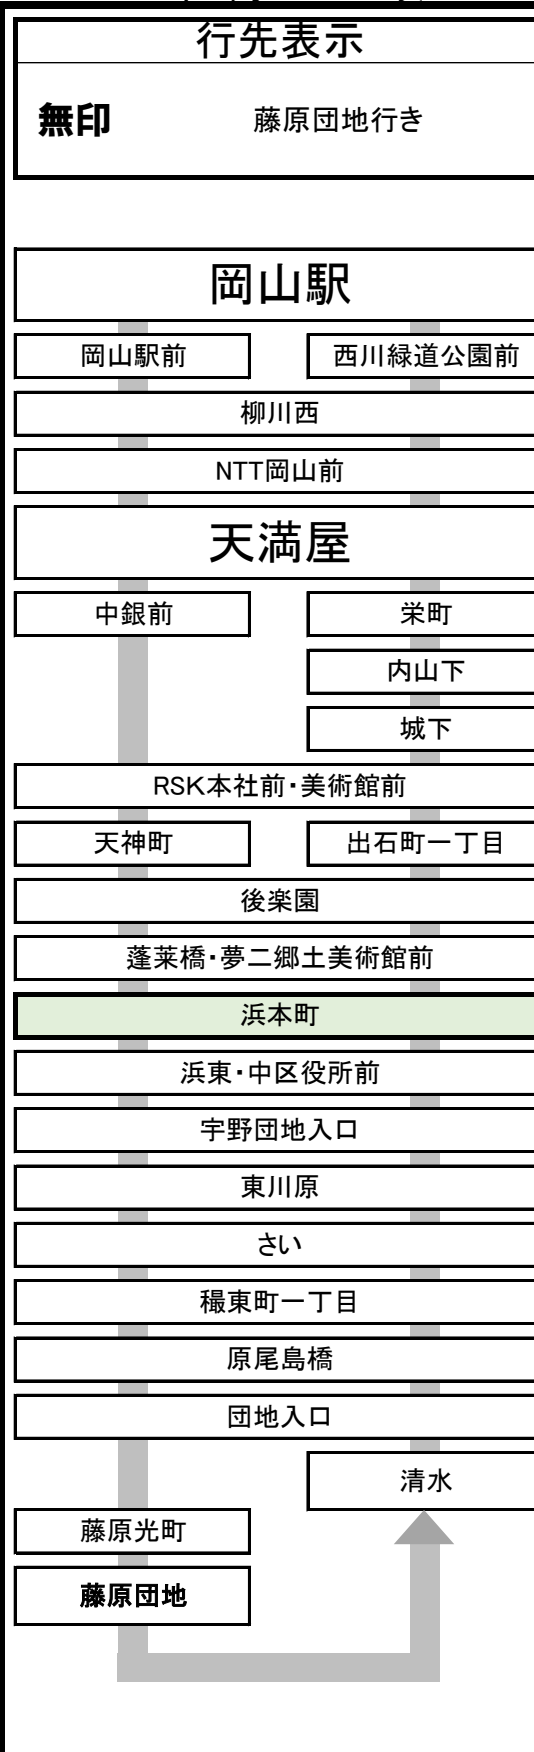 行先表示
無印 藤原団地行き
岡山駅
岡山駅前 西川緑道公園前
柳川西
NTT岡山前
天満屋
中銀前 栄町
内山下
城下
RSK本社前・美術館前
天神町 出石町一丁目
後楽園
蓬莱橋・夢二郷土美術館前
浜本町
浜東・中区役所前
宇野団地入口
東川原
さい
穝東町一丁目
原尾島橋
団地入口
清水
藤原光町
藤原団地